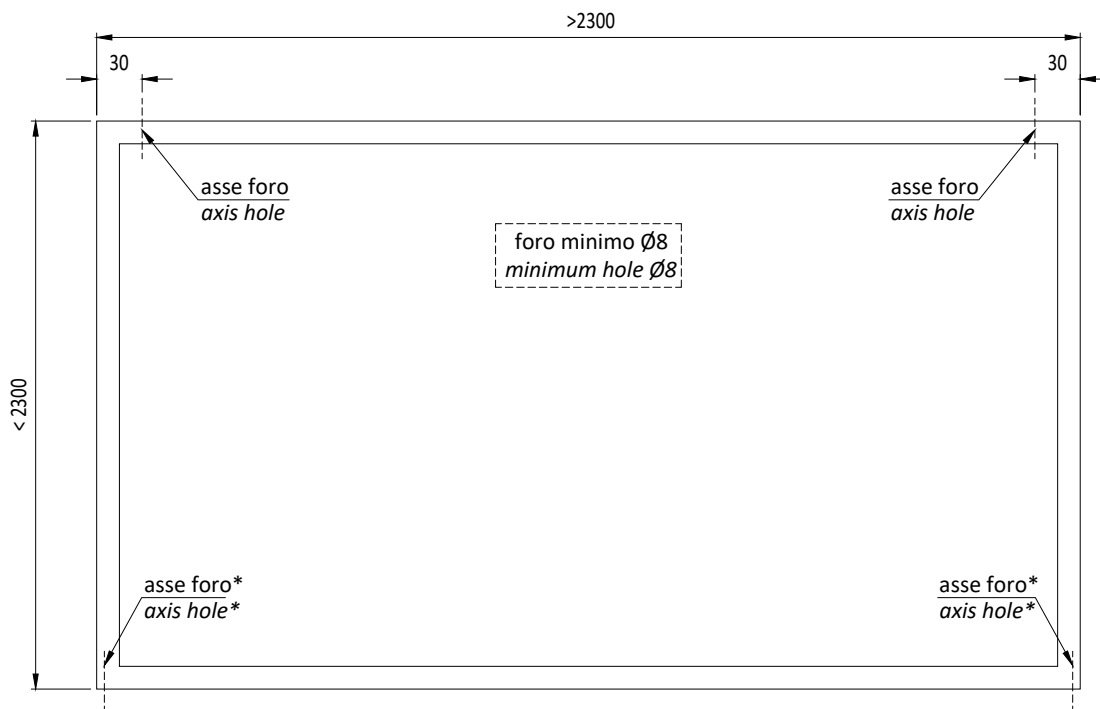 >2300
30
30
asse foro
axis hole
asse foro
axis hole
foro minimo Ø8
minimum hole Ø8
< 2300
asse foro*
axis hole*
asse foro*
axis hole*